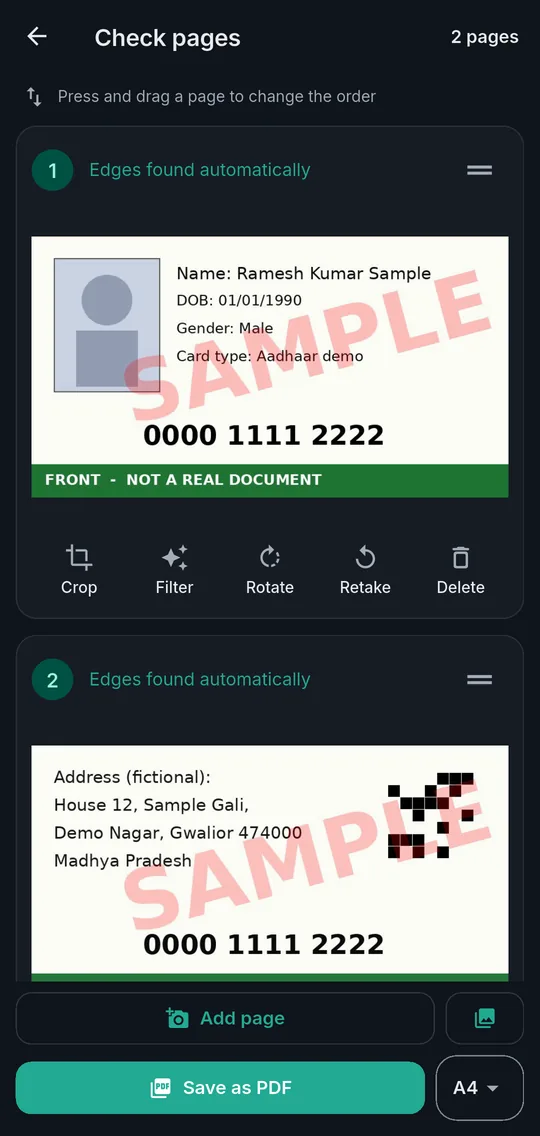 Check pages
2 pages
Press and drag a page to change the order
1
Edges found automatically
Name: Ramesh Kumar Sample
DOB: 01/01/1990
Gender: Male
Card type: Aadhaar demo
SAMPLE
0000 1111 2222
FRONT - NOT A REAL DOCUMENT
Crop
Filter
Rotate
Retake
Delete
2
Edges found automatically
Address (fictional):
House 12, Sample Gali,
Demo Nagar, Gwalior 474000
Madhya Pradesh
SAMPLE
0000 1111 2222
Add page
PDF
Save as PDF
A4